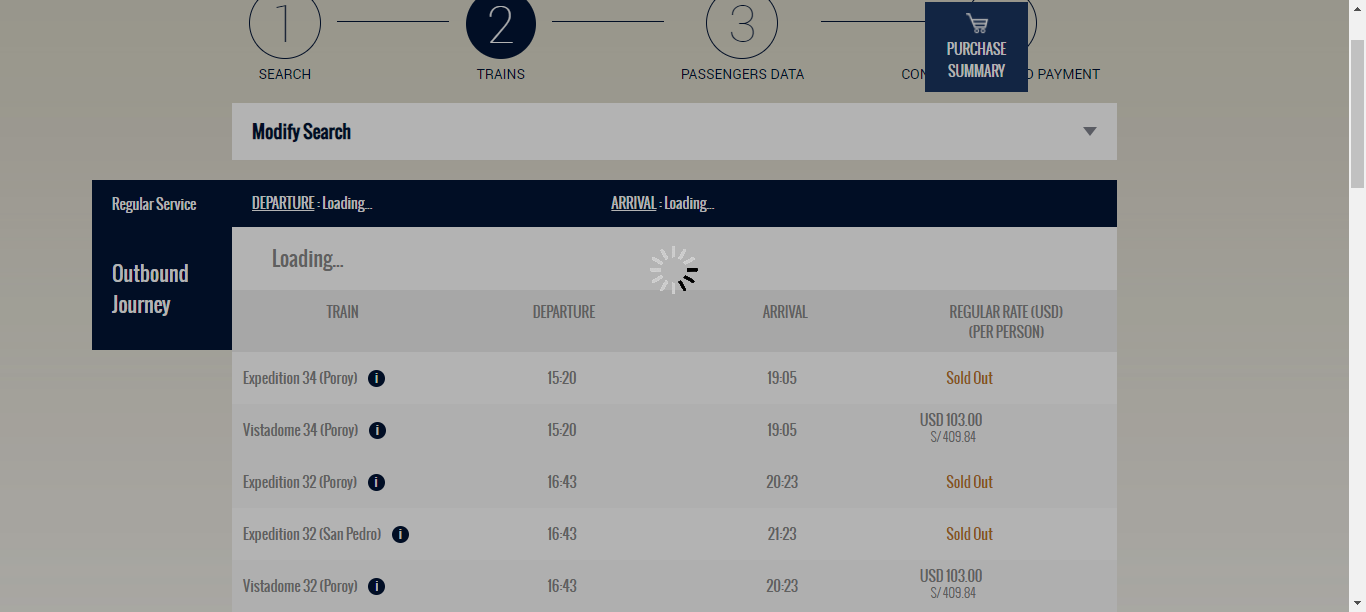 1
2
3
SEARCH
TRAINS
PASSENGERS DATA
PAYMENT
PURCHASE
SUMMARY
Modify Search
Regular Service
DEPARTURE : Loading...
ARRIVAL : Loading...
Outbound
Journey
Loading...
TRAIN DEPARTURE ARRIVAL REGULAR RATE (USD)
(PER PERSON)
Expedition 34 (Poroy) i 15:20 19:05 Sold Out
Vistadome 34 (Poroy) i 15:20 19:05 USD 103.00
S/ 409.84
Expedition 32 (Poroy) i 16:43 20:23 Sold Out
Expedition 32 (San Pedro) i 16:43 21:23 Sold Out
Vistadome 32 (Poroy) i 16:43 20:23 USD 103.00
S/ 409.84